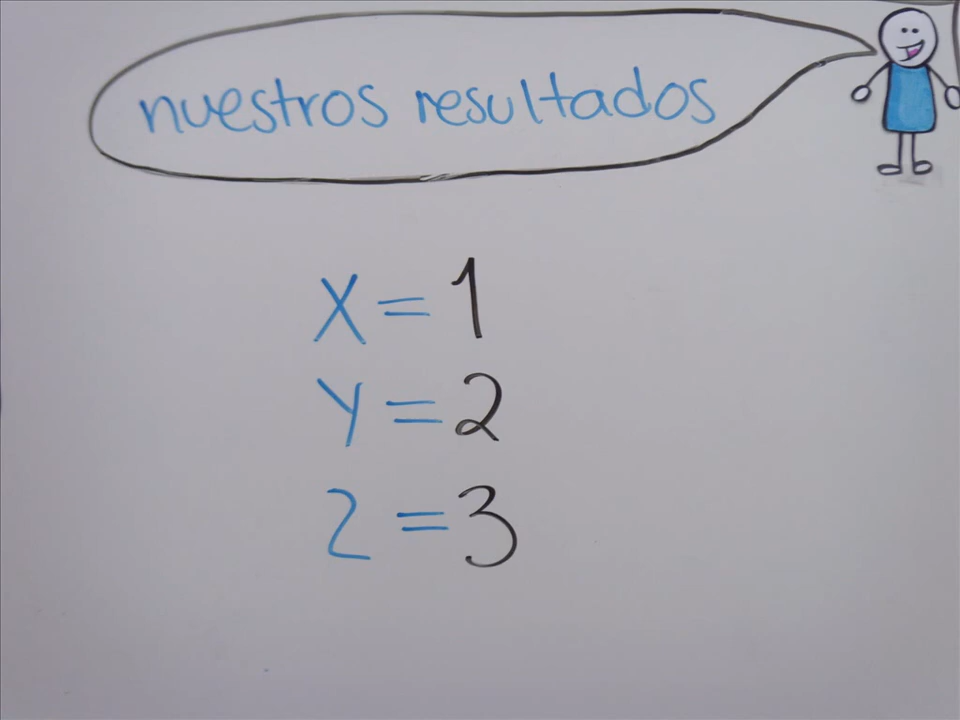 nuestros resultados
X = 1
Y = 2
Z = 3